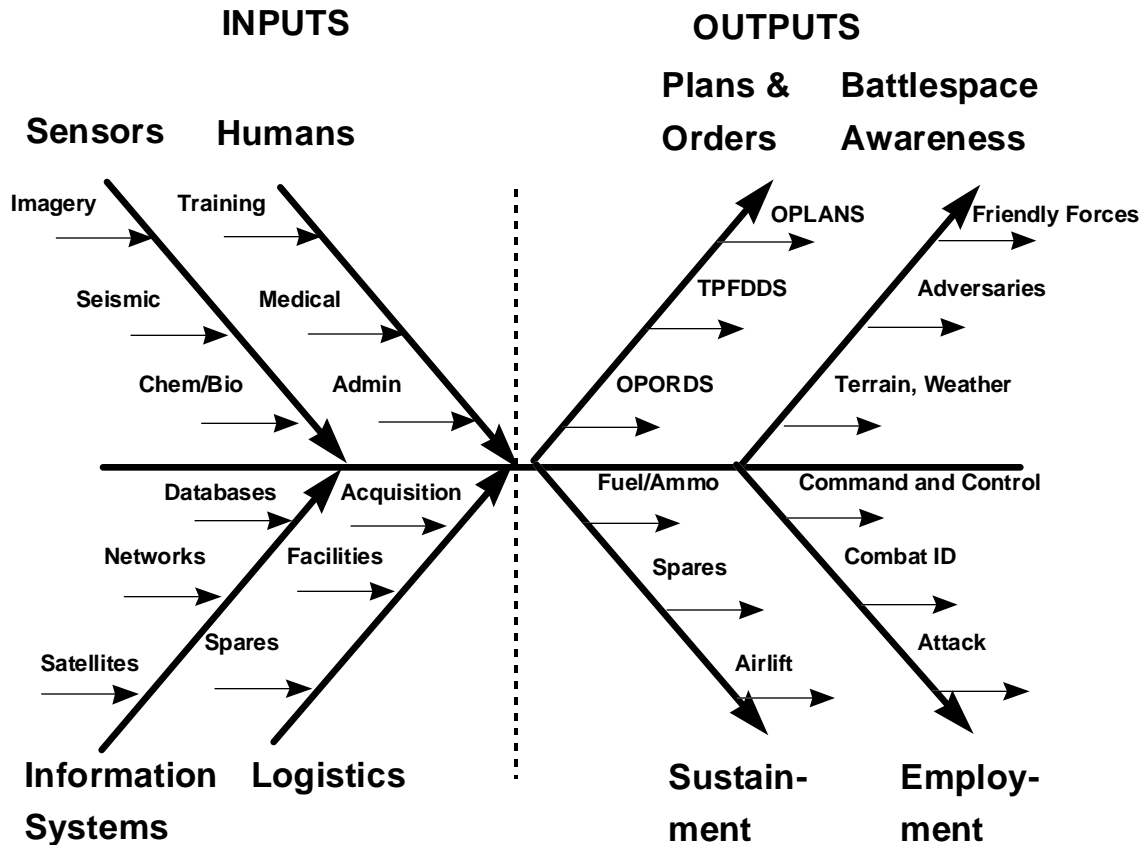 INPUTS
OUTPUTS
Plans &
Orders
Battlespace
Awareness
Sensors
Humans
Imagery
Seismic
Chem/Bio
Training
Medical
Admin
OPLANS
TPFDDS
OPORDS
Friendly Forces
Adversaries
Terrain, Weather
Databases
Networks
Satellites
Acquisition
Facilities
Spares
Fuel/Ammo
Spares
Airlift
Command and Control
Combat ID
Attack
Information
Systems
Logistics
Sustain-
ment
Employ-
ment